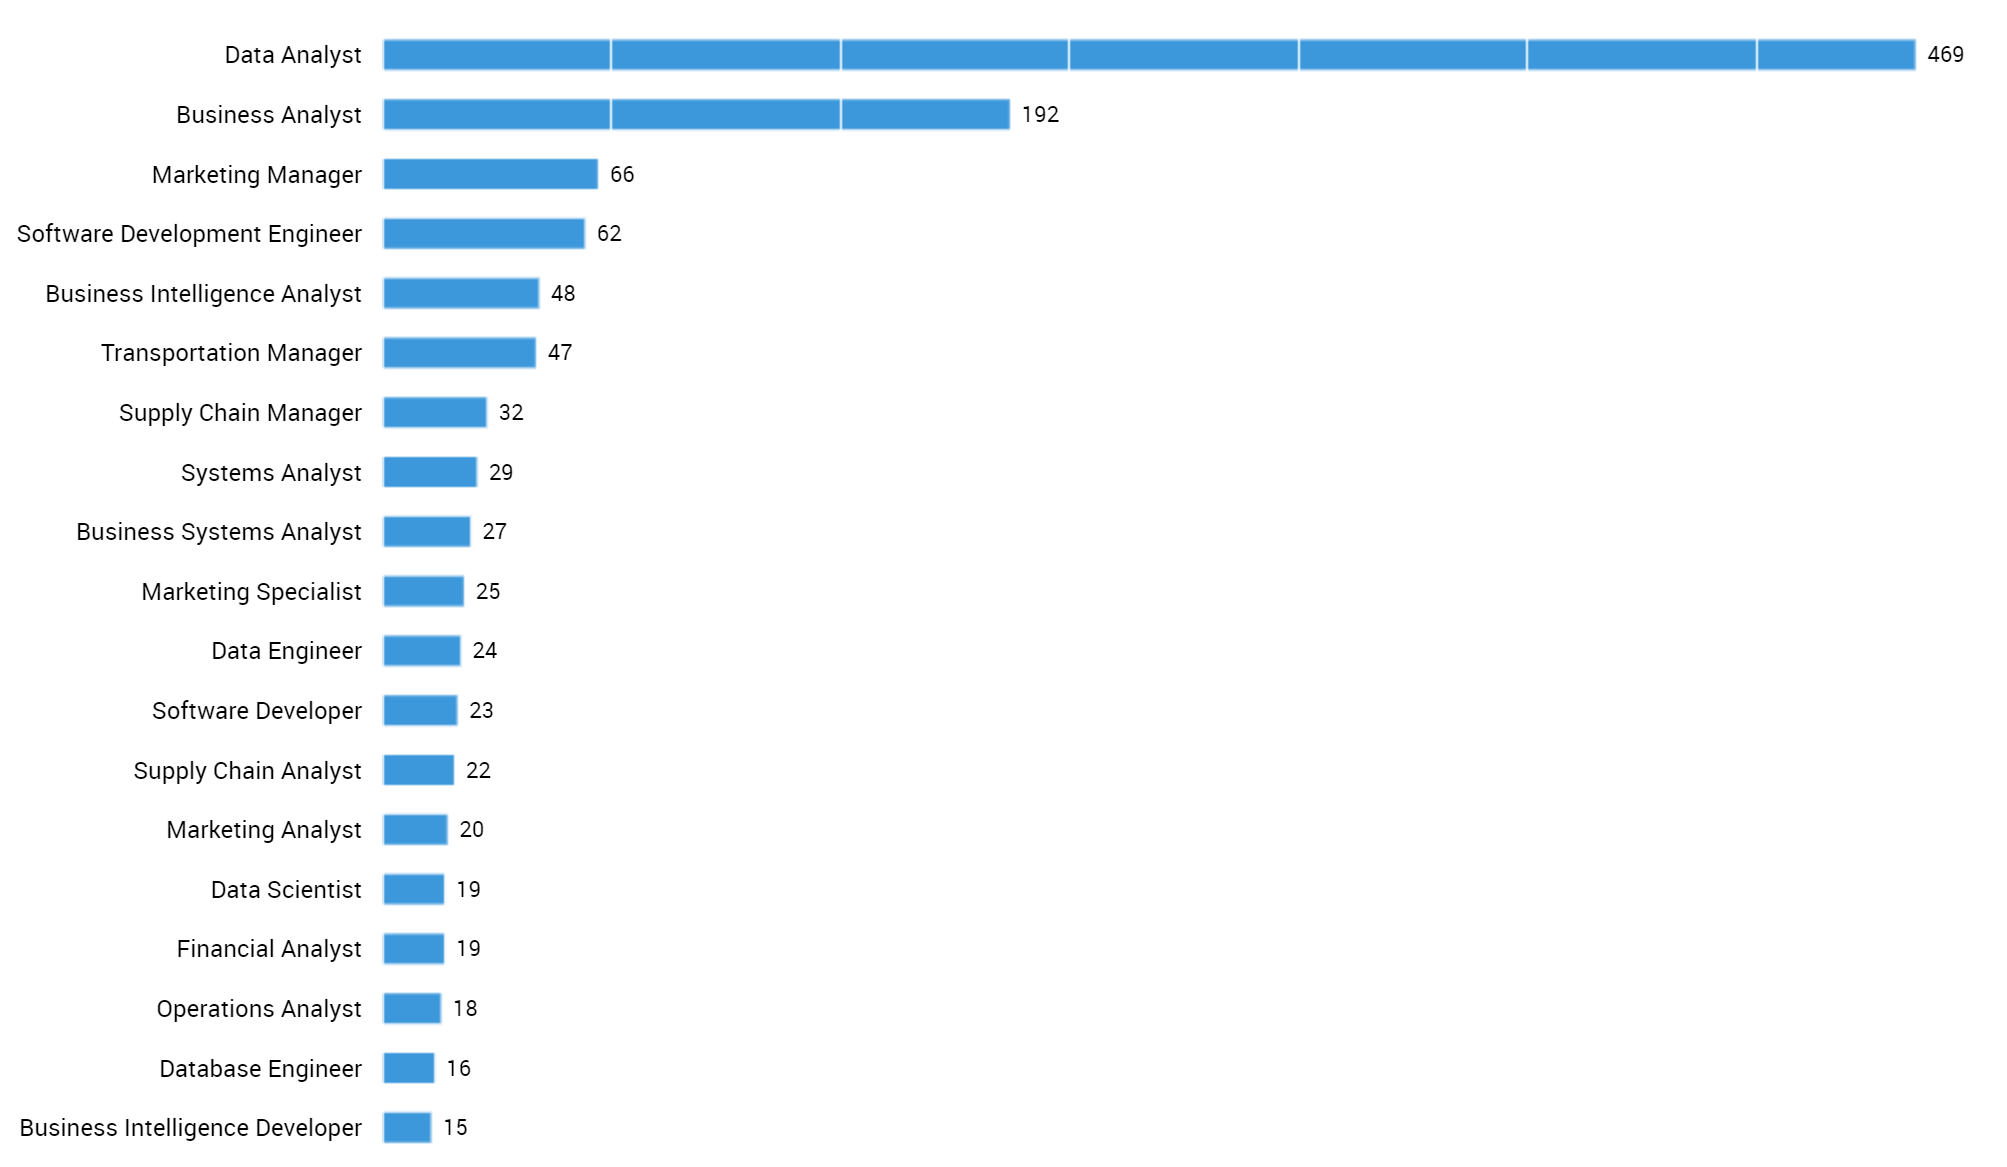 Data Analyst 469
Business Analyst 192
Marketing Manager 66
Software Development Engineer 62
Business Intelligence Analyst 48
Transportation Manager 47
Supply Chain Manager 32
Systems Analyst 29
Business Systems Analyst 27
Marketing Specialist 25
Data Engineer 24
Software Developer 23
Supply Chain Analyst 22
Marketing Analyst 20
Data Scientist 19
Financial Analyst 19
Operations Analyst 18
Database Engineer 16
Business Intelligence Developer 15